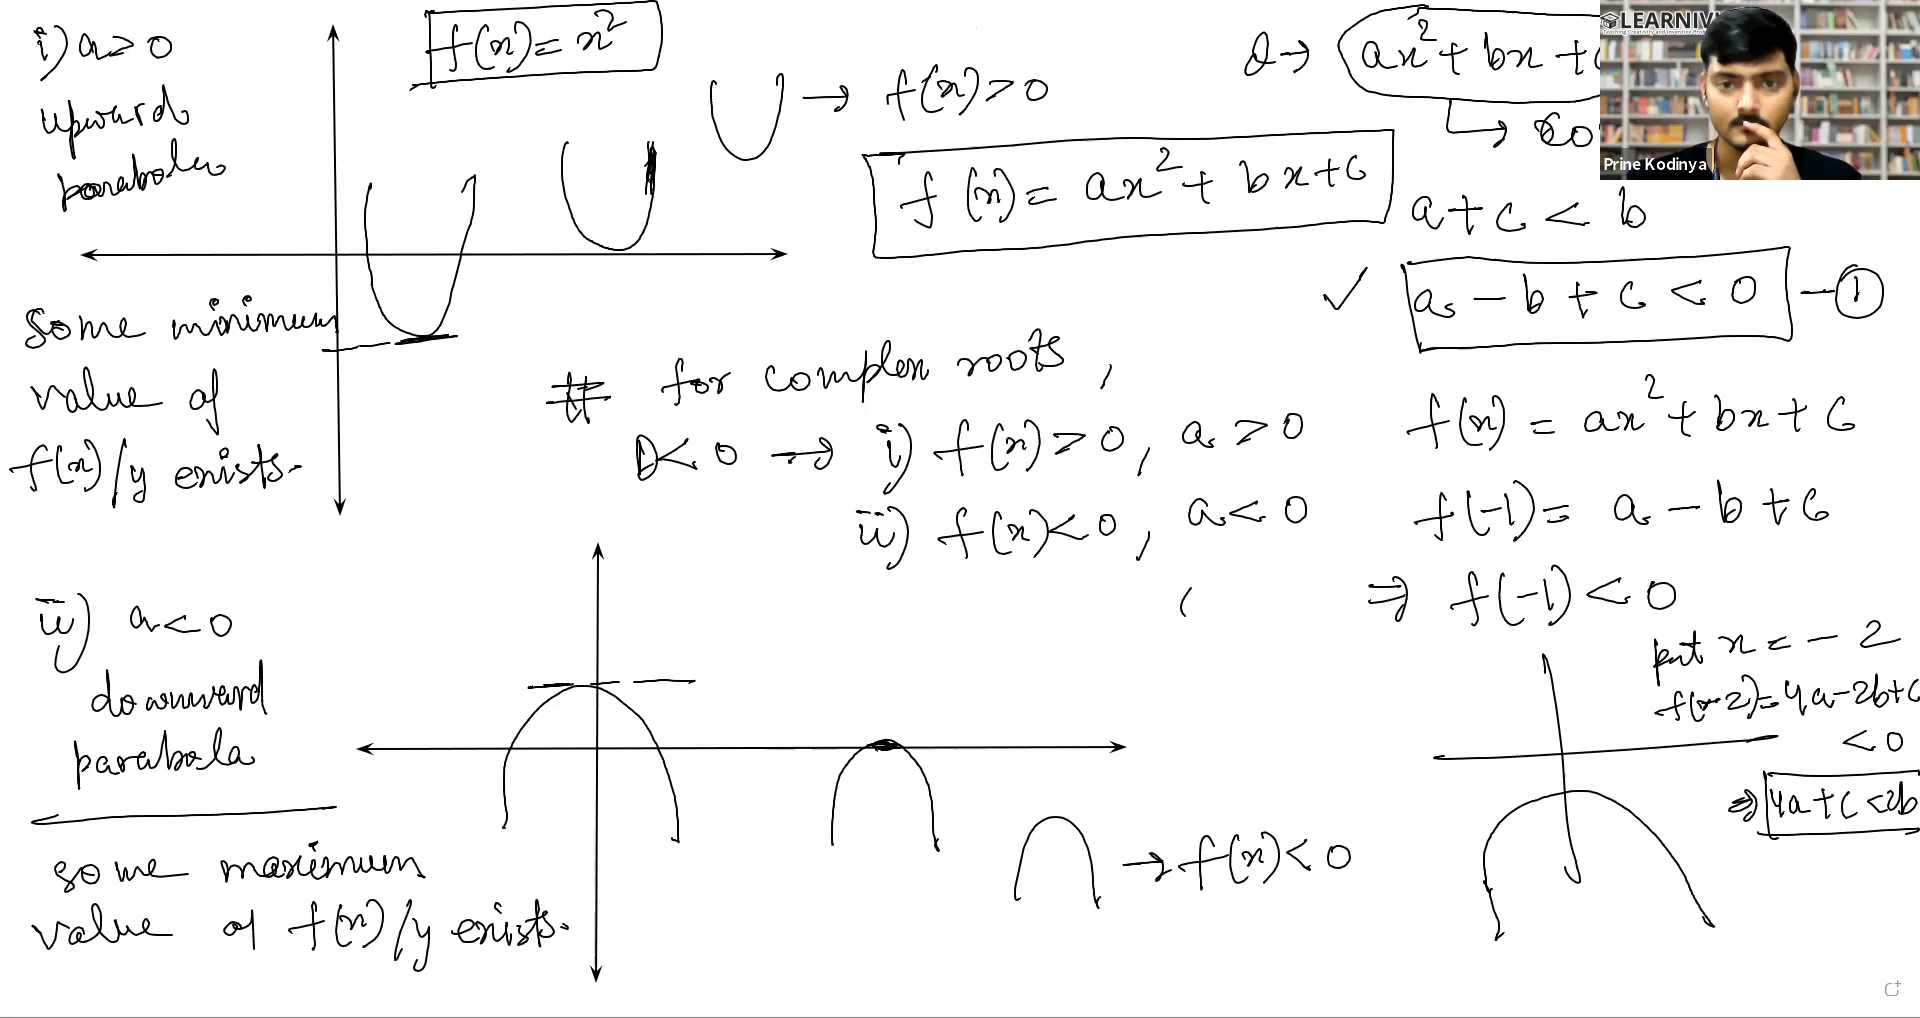 i) a > 0
upward
parabola
f(x) = x²
→ f(x) > 0
f(x) = ax² + bx + c
some minimum
value of
f(x)/y exists.
# for complex roots,
D < 0 → i) f(x) > 0, a > 0
ii) f(x) < 0, a < 0
ii) a < 0
downward
parabola
some maximum
value of f(x)/y exists.
→ f(x) < 0
Q → ax² + bx +
LEARNIV
Prine Kodinya
a + c < b
✓ a - b + c < 0 - ①
f(x) = ax² + bx + c
f(-1) = a - b + c
⇒ f(-1) < 0
put x = - 2
f(-2) = 4a - 2b + c
< 0
⇒ 4a + c < 2b